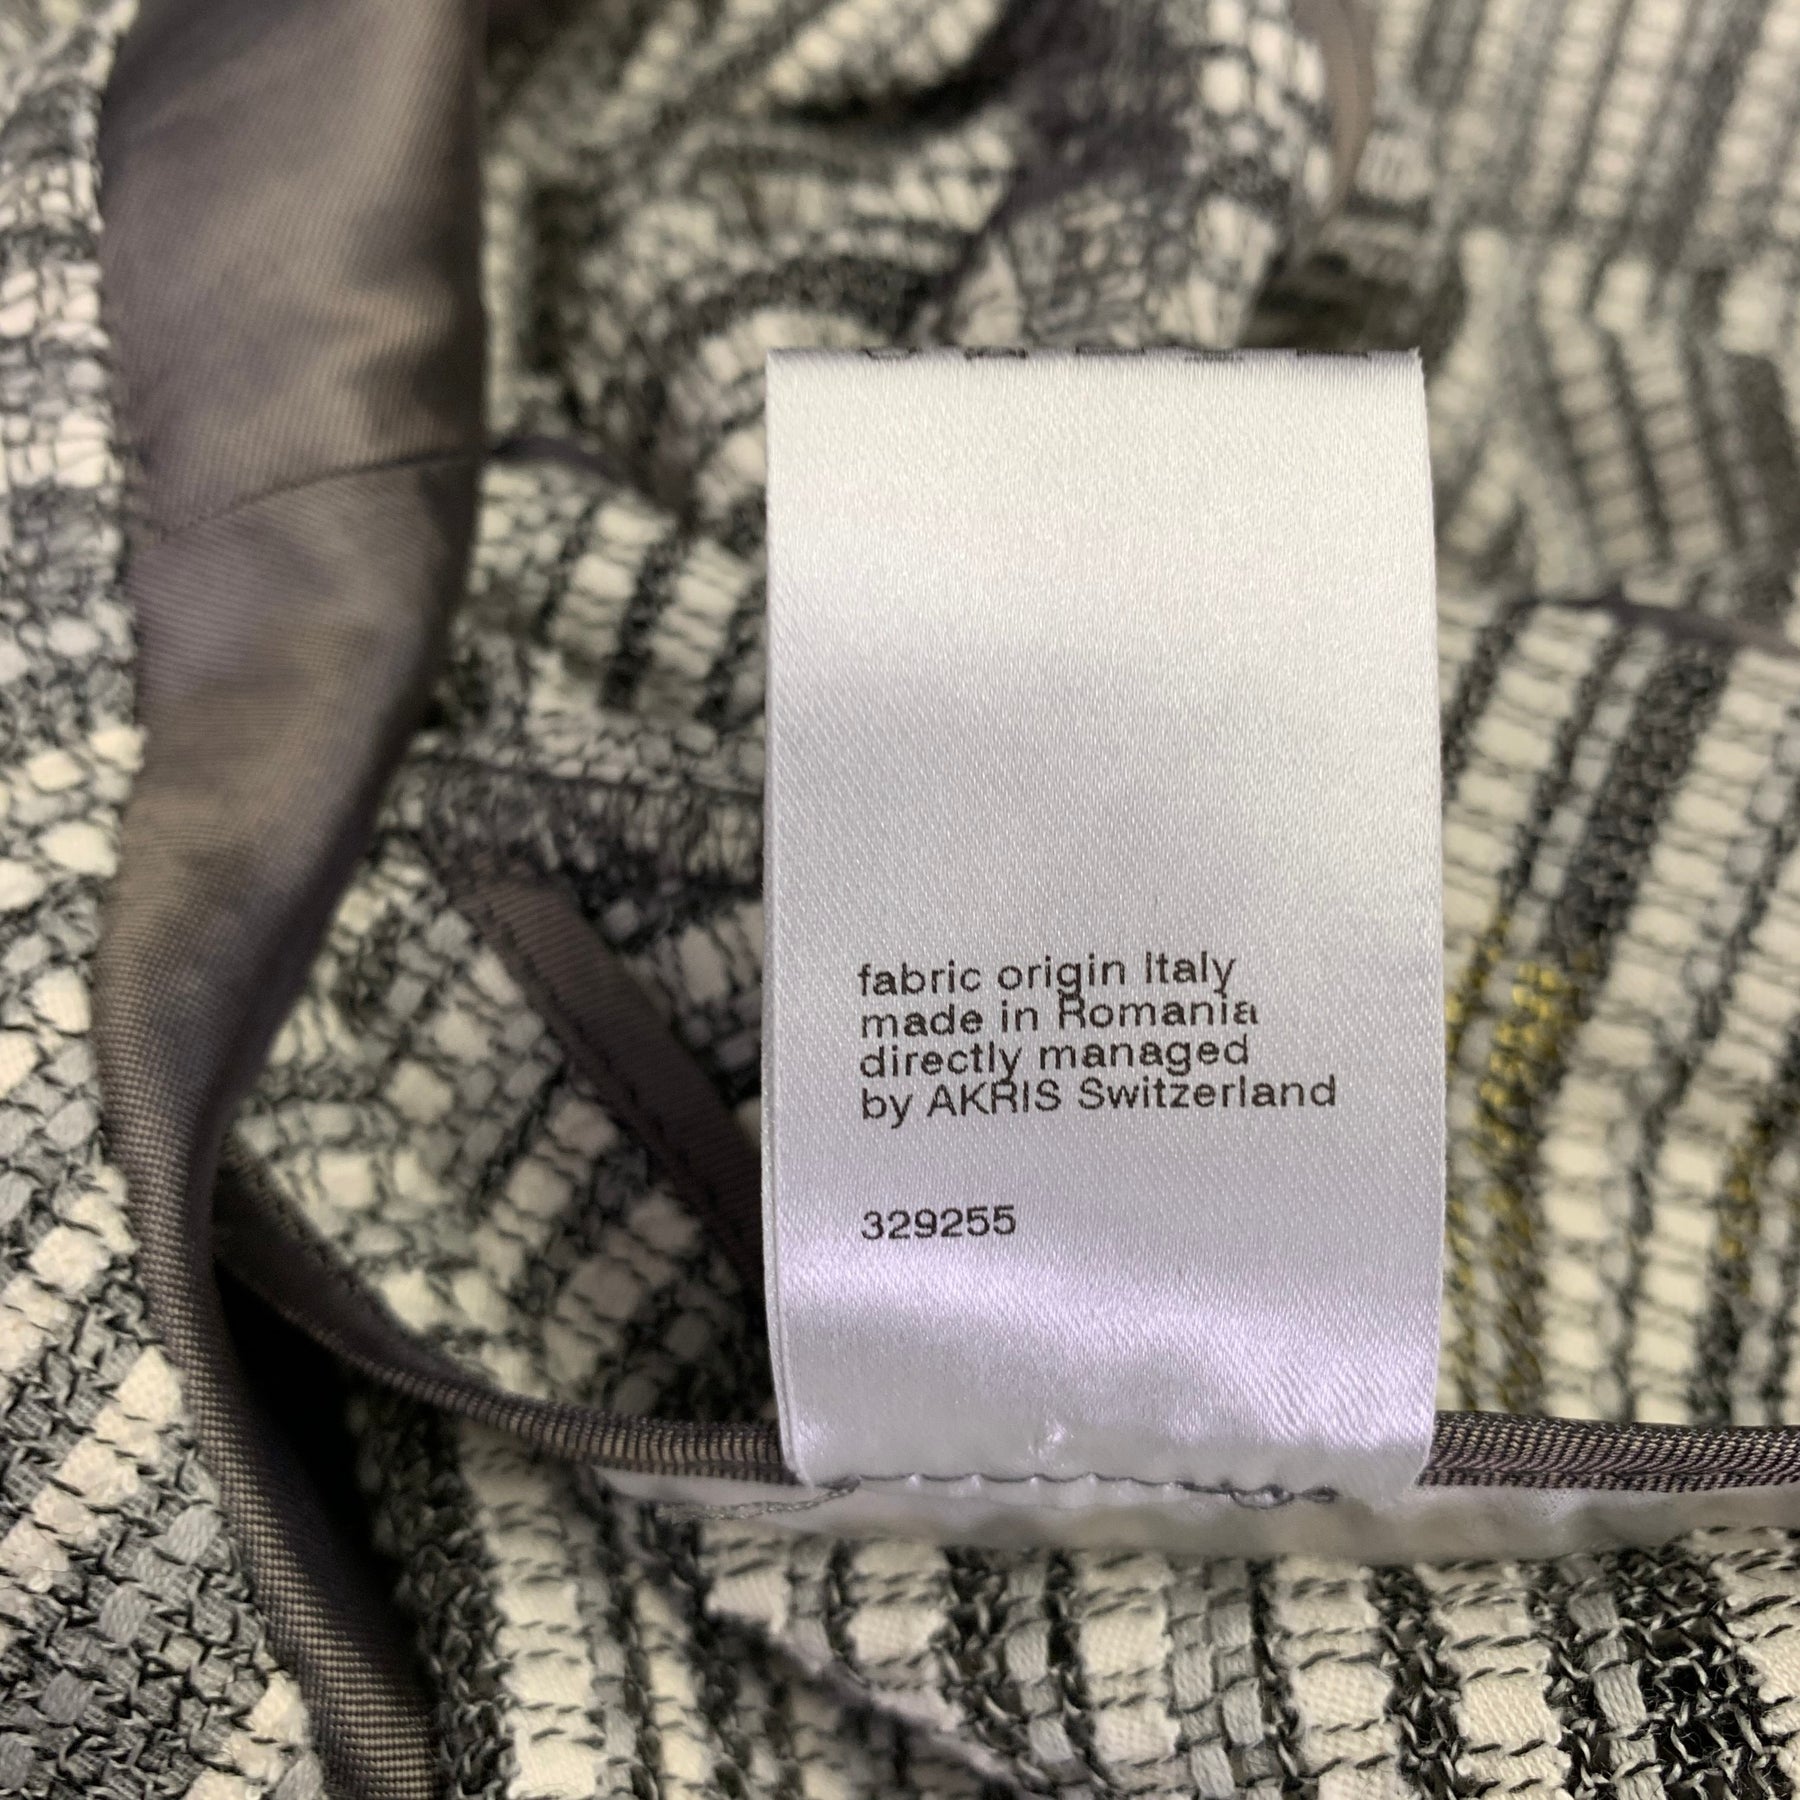 fabric origin Italy
made in Romania
directly managed
by AKRIS Switzerland
329255